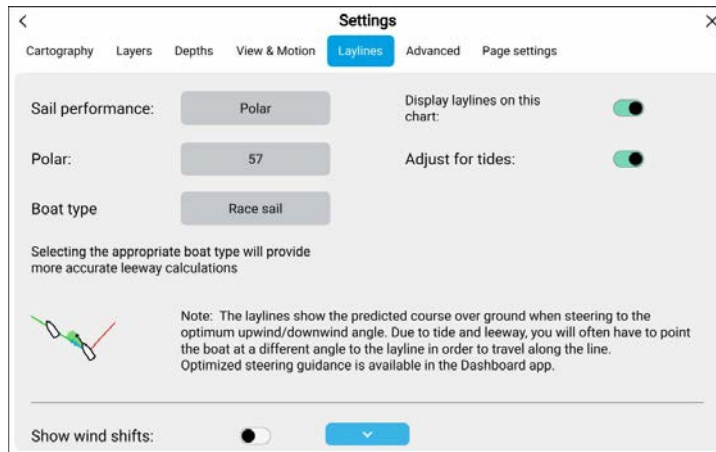 Settings
Cartography Layers Depths View & Motion Laylines Advanced Page settings
Sail performance: Polar
Display laylines on this
chart:
Polar: 57
Adjust for tides:
Boat type Race sail
Selecting the appropriate boat type will provide
more accurate leeway calculations
Note: The laylines show the predicted course over ground when steering to the
optimum upwind/downwind angle. Due to tide and leeway, you will often have to point
the boat at a different angle to the layline in order to travel along the line.
Optimized steering guidance is available in the Dashboard app.
Show wind shifts: